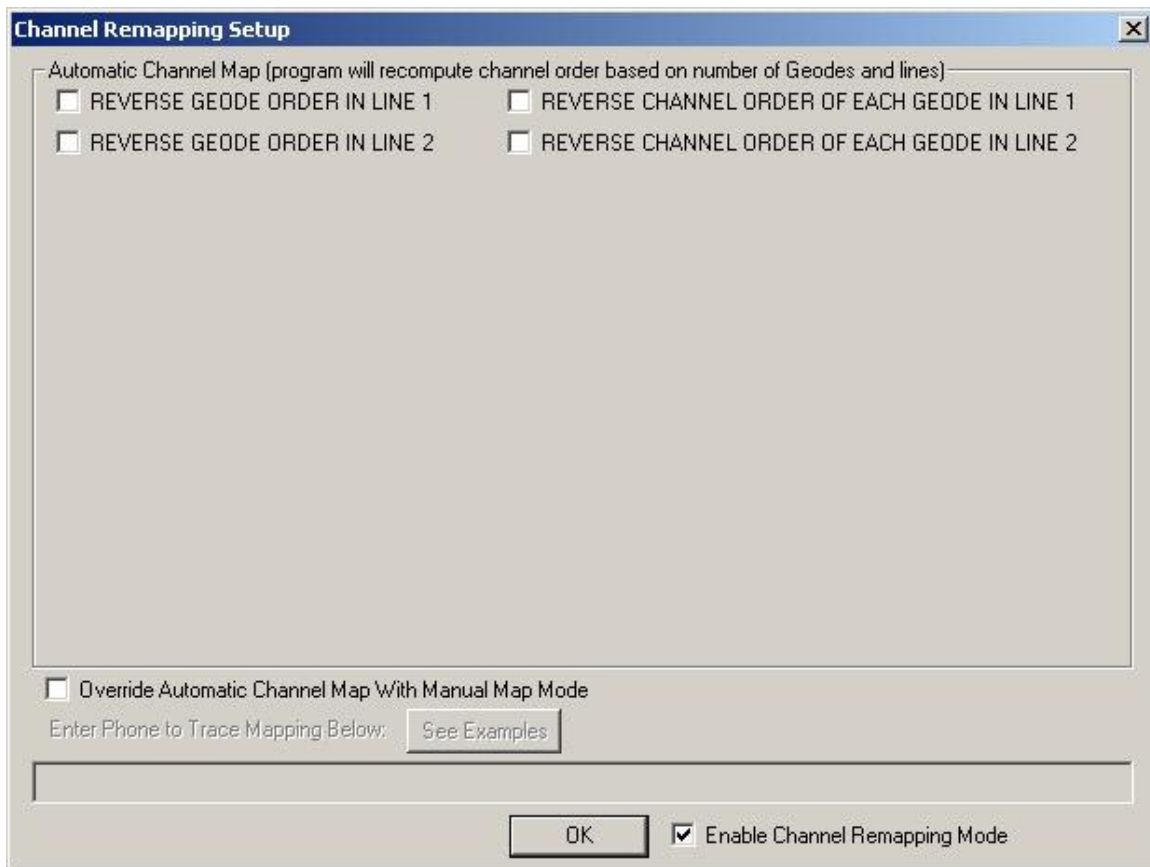 Channel Remapping Setup
Automatic Channel Map (program will recompute channel order based on number of Geodes and lines)
REVERSE GEODE ORDER IN LINE 1
REVERSE CHANNEL ORDER OF EACH GEODE IN LINE 1
REVERSE GEODE ORDER IN LINE 2
REVERSE CHANNEL ORDER OF EACH GEODE IN LINE 2
Override Automatic Channel Map With Manual Map Mode
Enter Phone to Trace Mapping Below:
See Examples
OK
Enable Channel Remapping Mode